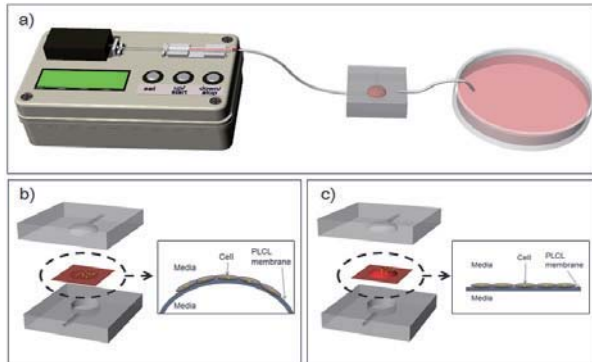 a)
set
up/
start
down/
stop
b)
Media
Cell
PLCL
membrane
Media
c)
Media
Cell
PLCL
membrane
Media